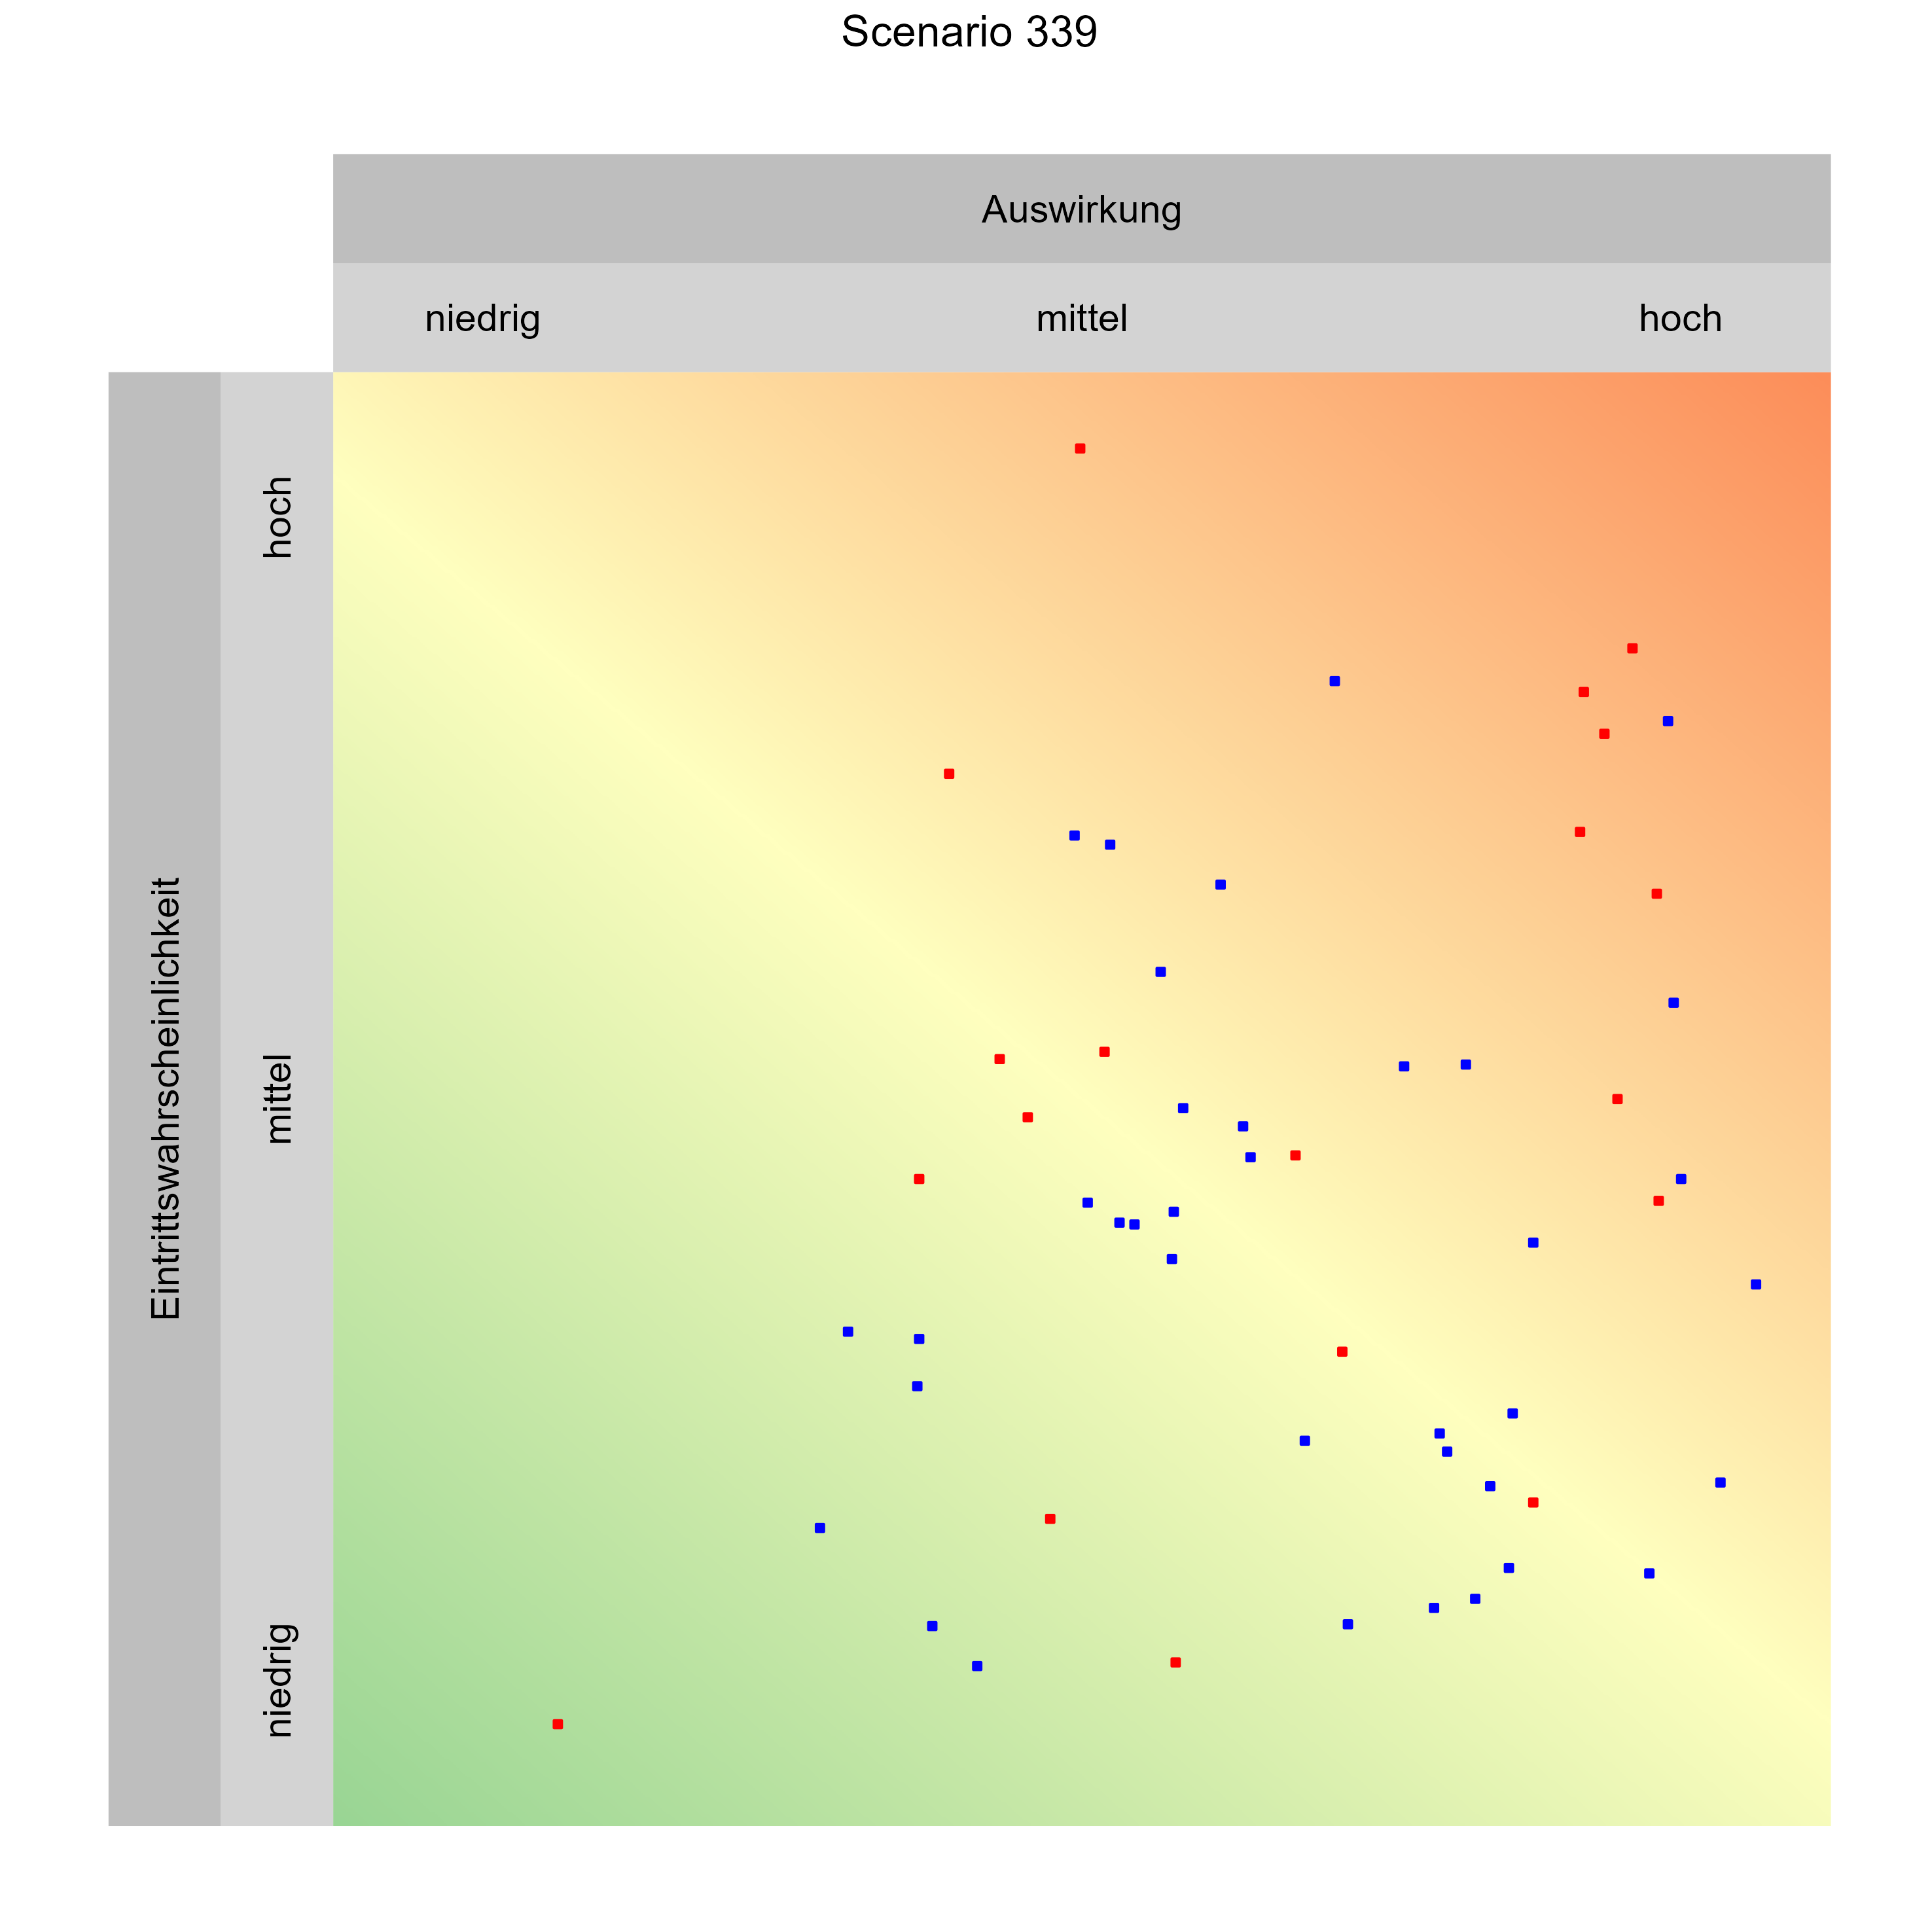 Scenario 339
Auswirkung
niedrig
mittel
hoch
Eintrittswahrscheinlichkeit
hoch
mittel
niedrig